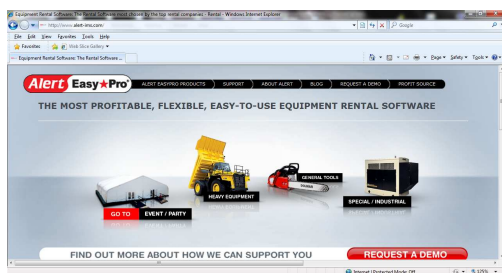 Equipment Rental Software: The Rental Software most chosen by the top rental companies - Rental - Windows Internet Explorer
http://www.alert-ims.com/
Google
File Edit View Favorites Tools Help
Favorites Web Slice Gallery
Equipment Rental Software: The Rental Software ...
Page Safety Tools
Alert Easy★Pro
ALERT EASYPRO PRODUCTS SUPPORT ABOUT ALERT BLOG REQUEST A DEMO PROFIT SOURCE
THE MOST PROFITABLE, FLEXIBLE, EASY-TO-USE EQUIPMENT RENTAL SOFTWARE
GENERAL TOOLS
HEAVY EQUIPMENT
SPECIAL / INDUSTRIAL
GO TO EVENT / PARTY
FIND OUT MORE ABOUT HOW WE CAN SUPPORT YOU
REQUEST A DEMO
Internet | Protected Mode: Off
125%